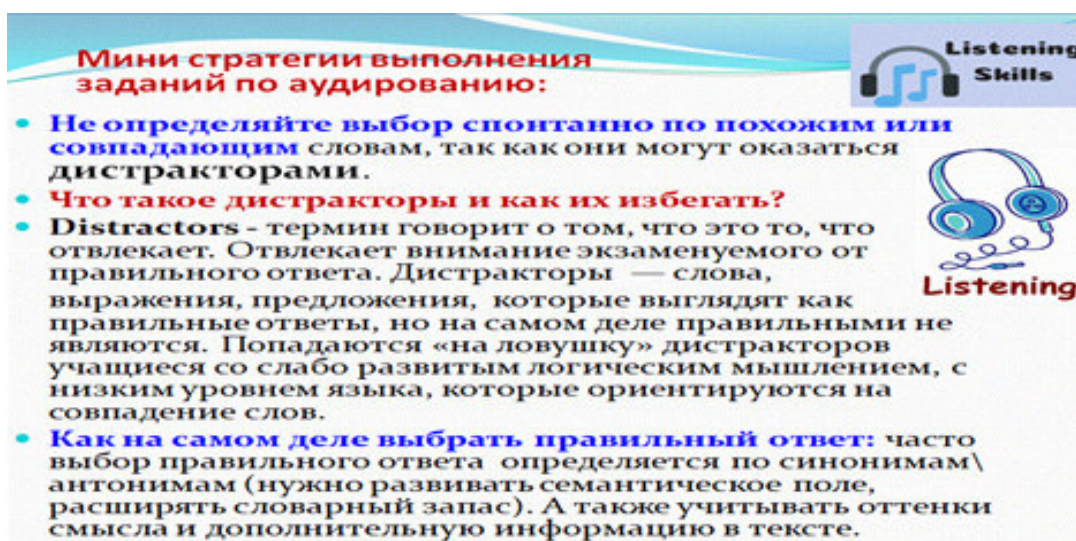 Мини стратегии выполнения
заданий по аудированию:
Listening
Skills
• Не определяйте выбор спонтанно по похожим или
совпадающим словам, так как они могут оказаться
дистракторами.
• Что такое дистракторы и как их избегать?
• Distractors - термин говорит о том, что это то, что
отвлекает. Отвлекает внимание экзаменуемого от
правильного ответа. Дистракторы — слова,
выражения, предложения, которые выглядят как
правильные ответы, но на самом деле правильными не
являются. Попадаются «на ловушку» дистракторов
учащиеся со слабо развитым логическим мышлением, с
низким уровнем языка, которые ориентируются на
совпадение слов.
Listening
• Как на самом деле выбрать правильный ответ: часто
выбор правильного ответа определяется по синонимам\
антонимам (нужно развивать семантическое поле,
расширять словарный запас). А также учитывать оттенки
смысла и дополнительную информацию в тексте.